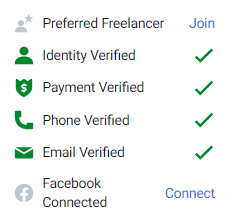 Preferred Freelancer Join
Identity Verified
Payment Verified
Phone Verified
Email Verified
Facebook
Connected Connect